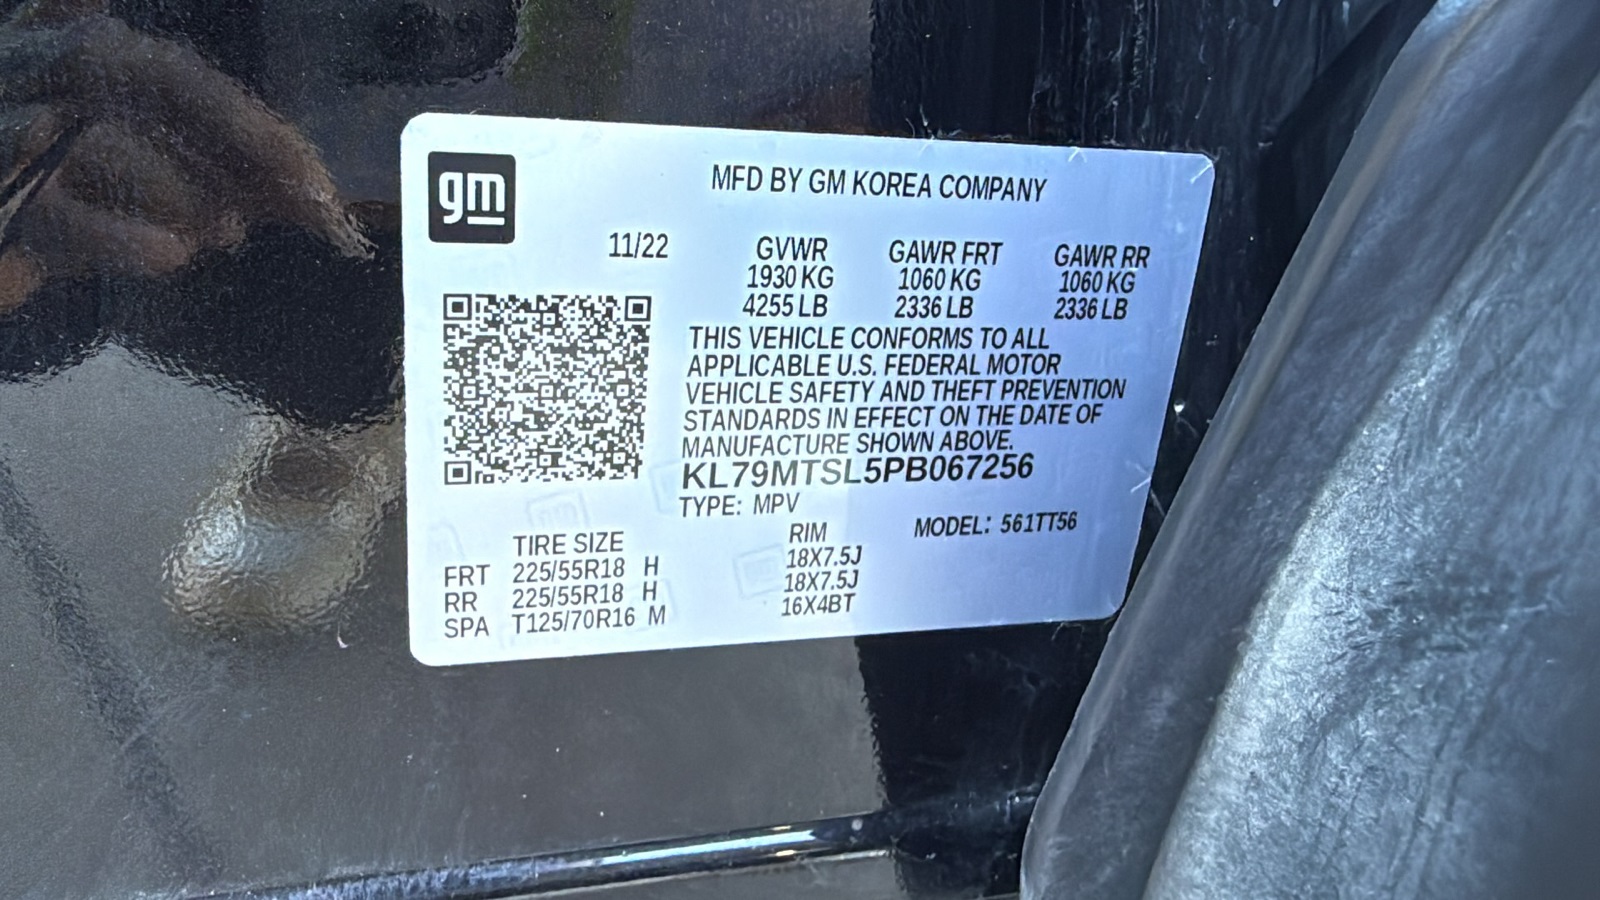 gm
MFD BY GM KOREA COMPANY
11/22 GVWR GAWR FRT GAWR RR
1930 KG 1060 KG 1060 KG
4255 LB 2336 LB 2336 LB
THIS VEHICLE CONFORMS TO ALL
APPLICABLE U.S. FEDERAL MOTOR
VEHICLE SAFETY AND THEFT PREVENTION
STANDARDS IN EFFECT ON THE DATE OF
MANUFACTURE SHOWN ABOVE.
KL79MTSL5PB067256
TYPE: MPV MODEL: 561TT56
TIRE SIZE RIM
FRT 225/55R18 H 18X7.5J
RR 225/55R18 H 18X7.5J
SPA T125/70R16 M 16X4BT